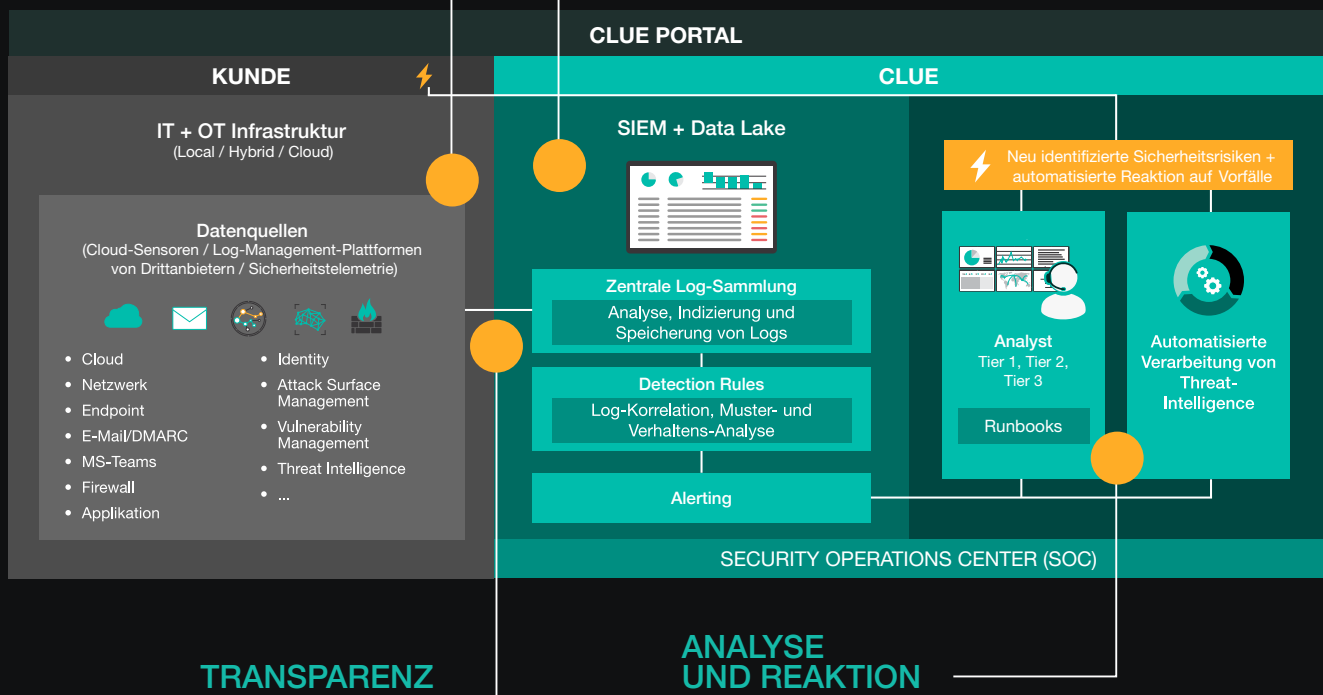 CLUE PORTAL
KUNDE
CLUE
IT + OT Infrastruktur
(Local / Hybrid / Cloud)
Datenquellen
(Cloud-Sensoren / Log-Management-Plattformen
von Drittanbietern / Sicherheitstelemetrie)
• Cloud
• Netzwerk
• Endpoint
• E-Mail/DMARC
• MS-Teams
• Firewall
• Applikation
• Identity
• Attack Surface
Management
• Vulnerability
Management
• Threat Intelligence
• ...
SIEM + Data Lake
Zentrale Log-Sammlung
Analyse, Indizierung und
Speicherung von Logs
Detection Rules
Log-Korrelation, Muster- und
Verhaltens-Analyse
Alerting
Neu identifizierte Sicherheitsrisiken +
automatisierte Reaktion auf Vorfälle
Analyst
Tier 1, Tier 2,
Tier 3
Runbooks
Automatisierte
Verarbeitung von
Threat-
Intelligence
SECURITY OPERATIONS CENTER (SOC)
TRANSPARENZ
ANALYSE
UND REAKTION